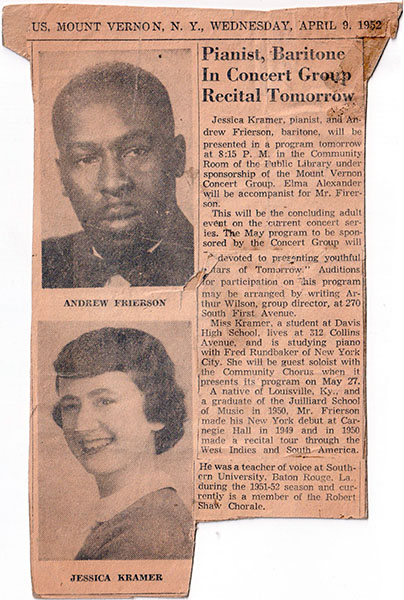 US, MOUNT VERNON, N. Y., WEDNESDAY, APRIL 9, 1952
Pianist, Baritone
In Concert Group
Recital Tomorrow
Jessica Kramer, pianist, and An-
drew Frierson, baritone, will be
presented in a program tomorrow
at 8:15 P. M. in the Community
Room of the Public Library under
sponsorship of the Mount Vernon
Concert Group. Elma Alexander
will be accompanist for Mr. Firer-
son.
This will be the concluding adult
event on the current concert ser-
ies. The May program to be spon-
sored by the Concert Group will
devoted to presenting youthful
tars of Tomorrow." Auditions
for participation on this program
may be arranged by writing Ar-
thur Wilson, group director, at 270
South First Avenue.
Miss Kramer, a student at Davis
High School, lives at 312 Collins
Avenue, and is studying piano
with Fred Rundbaker of New York
City. She will be guest soloist with
the Community Chorus when it
presents its program on May 27.
A native of Louisville, Ky., and
a graduate of the Juilliard School
of Music in 1950, Mr. Frierson
made his New York debut at Car-
negie Hall in 1949 and in 1950
made a recital tour through the
West Indies and South America.
He was a teacher of voice at South-
ern University, Baton Rouge, La.,
during the 1951-52 season and cur-
rently is a member of the Robert
Shaw Chorale.
ANDREW FRIERSON
JESSICA KRAMER